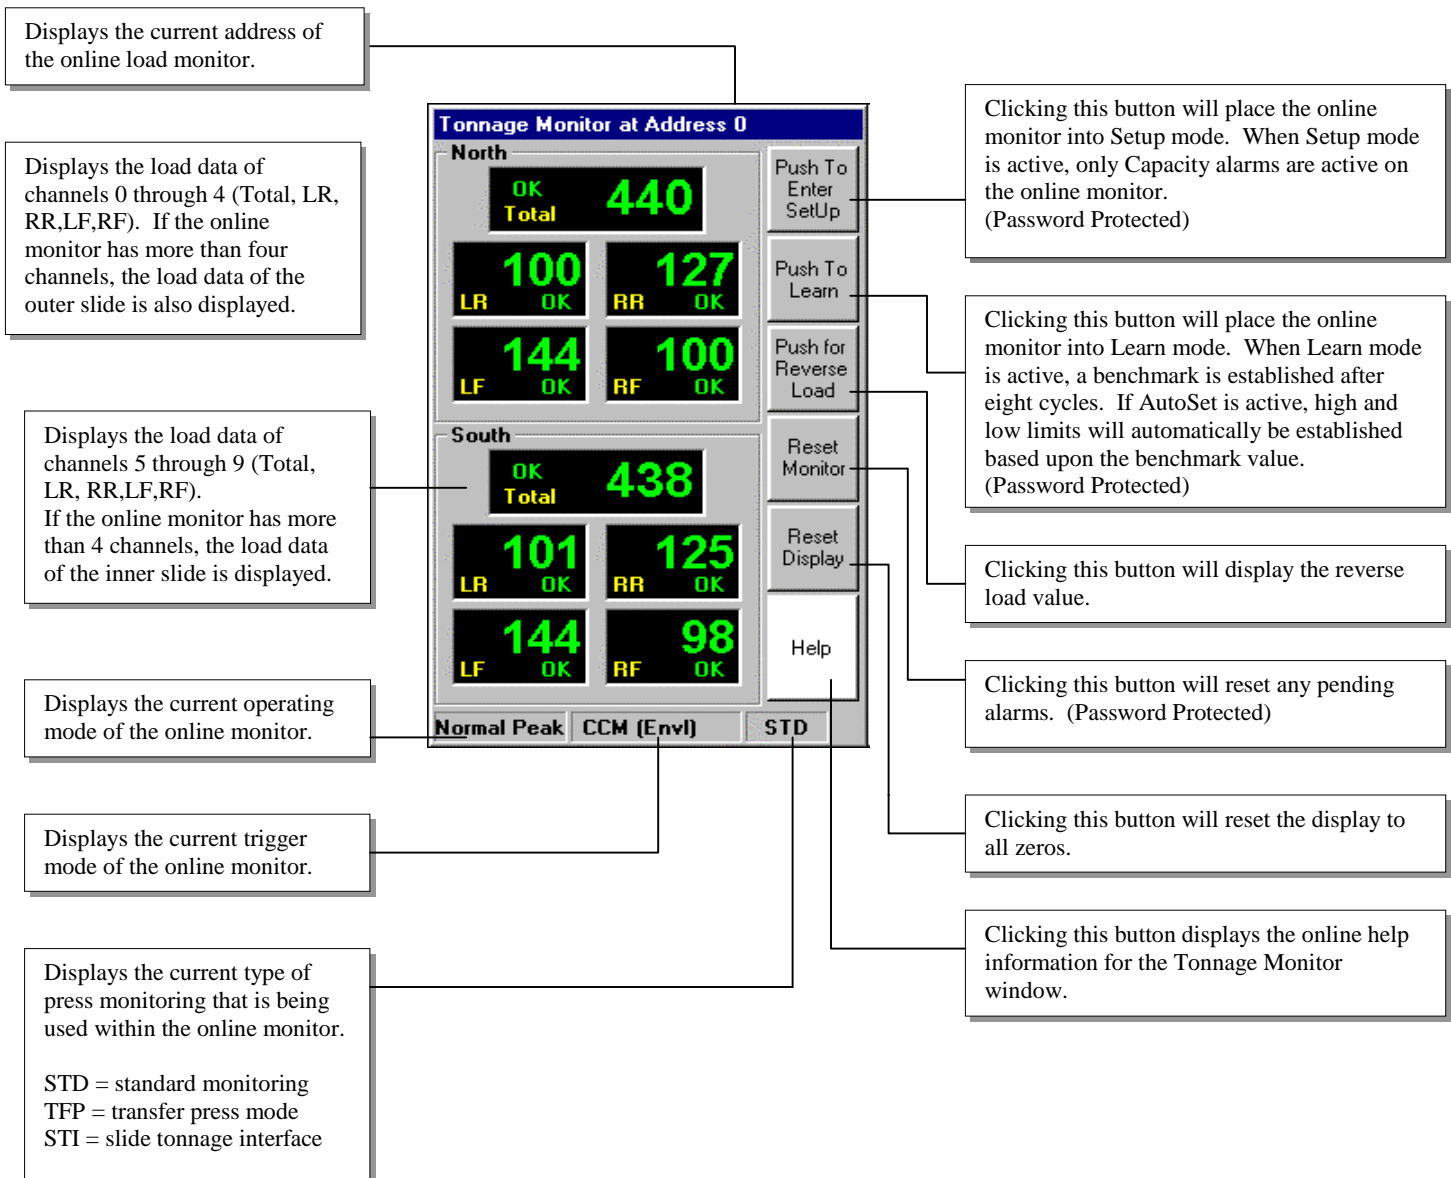 Displays the current address of
the online load monitor.
Displays the load data of
channels 0 through 4 (Total, LR,
RR,LF,RF).  If the online
monitor has more than four
channels, the load data of the
outer slide is also displayed.
Displays the load data of
channels 5 through 9 (Total,
LR, RR,LF,RF).
If the online monitor has more
than 4 channels, the load data
of the inner slide is displayed.
Displays the current operating
mode of the online monitor.
Displays the current trigger
mode of the online monitor.
Displays the current type of
press monitoring that is being
used within the online monitor.
STD = standard monitoring
TFP = transfer press mode
STI = slide tonnage interface
Tonnage Monitor at Address 0
North
OK
Total
440
100
LR OK
127
RR OK
144
LF OK
100
RF OK
South
OK
Total
438
101
LR OK
125
RR OK
144
LF OK
98
RF OK
Normal Peak
CCM (Envl)
STD
Push To
Enter
SetUp
Push To
Learn
Push for
Reverse
Load
Reset
Monitor
Reset
Display
Help
Clicking this button will place the online
monitor into Setup mode.  When Setup mode
is active, only Capacity alarms are active on
the online monitor.
(Password Protected)
Clicking this button will place the online
monitor into Learn mode.  When Learn mode
is active, a benchmark is established after
eight cycles.  If AutoSet is active, high and
low limits will automatically be established
based upon the benchmark value.
(Password Protected)
Clicking this button will display the reverse
load value.
Clicking this button will reset any pending
alarms.  (Password Protected)
Clicking this button will reset the display to
all zeros.
Clicking this button displays the online help
information for the Tonnage Monitor
window.